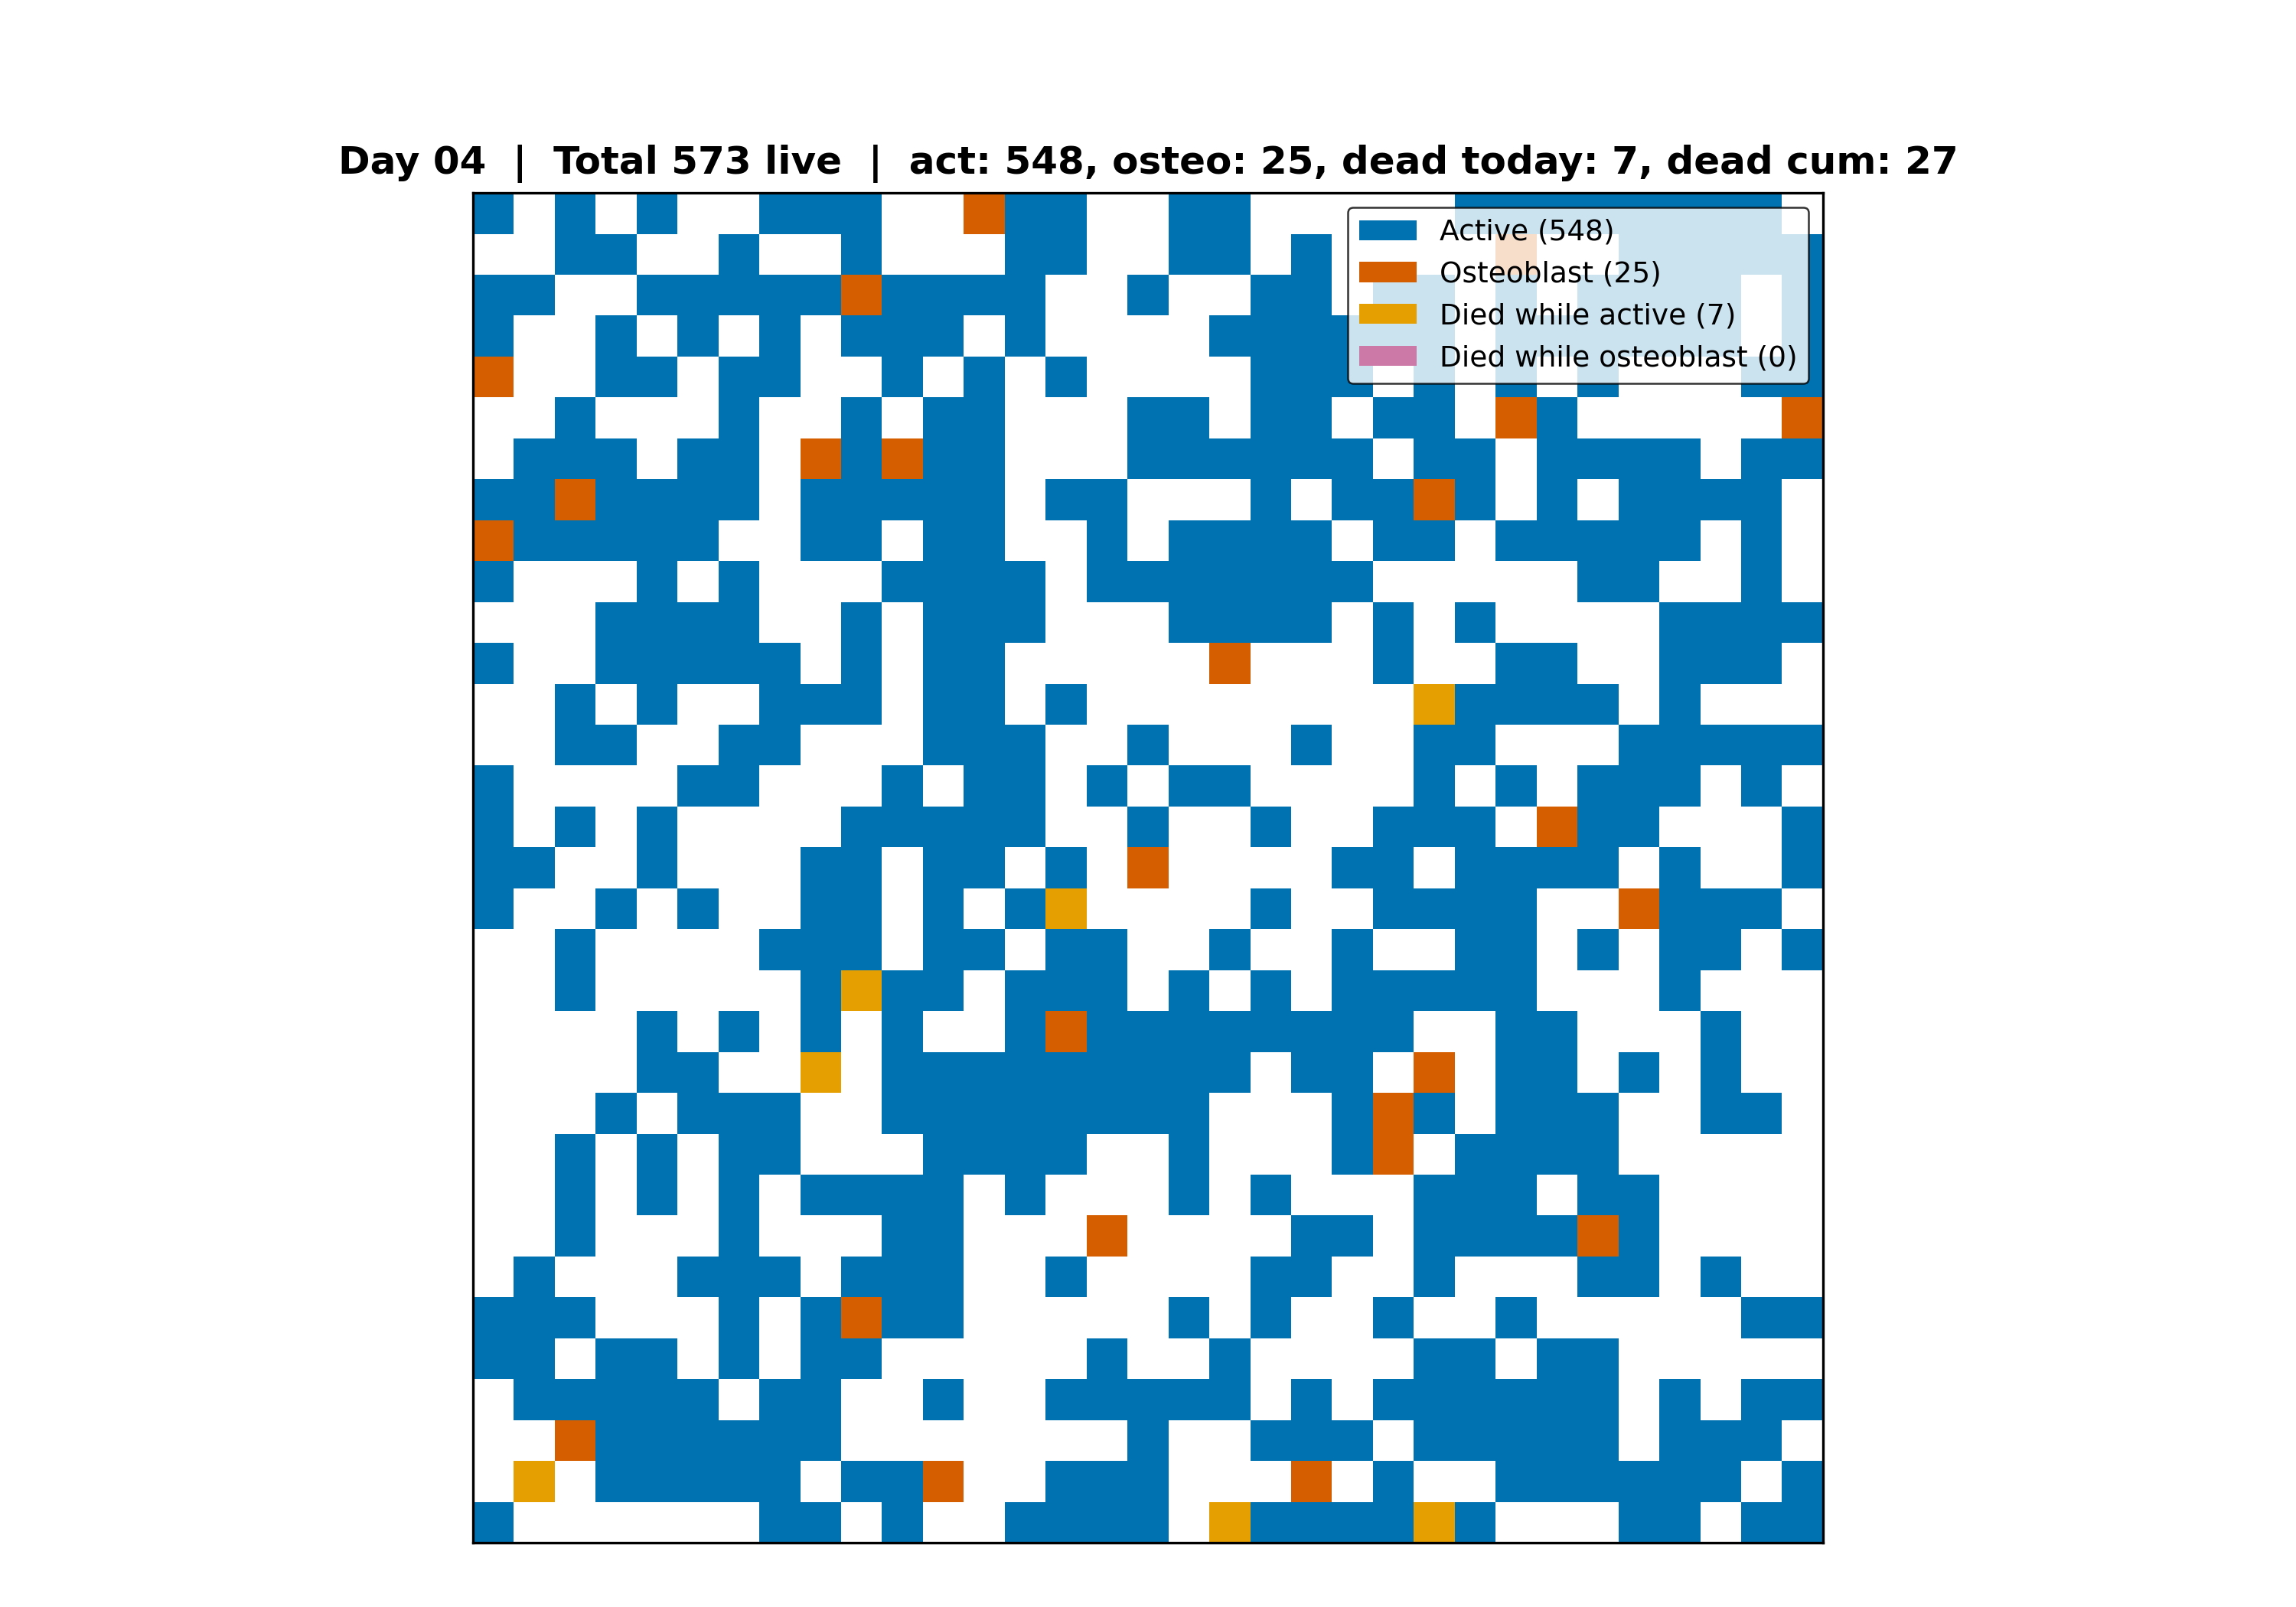 Day 04 | Total 573 live | act: 548, osteo: 25, dead today: 7, dead cum: 27
Active (548)
Osteoblast (25)
Died while active (7)
Died while osteoblast (0)